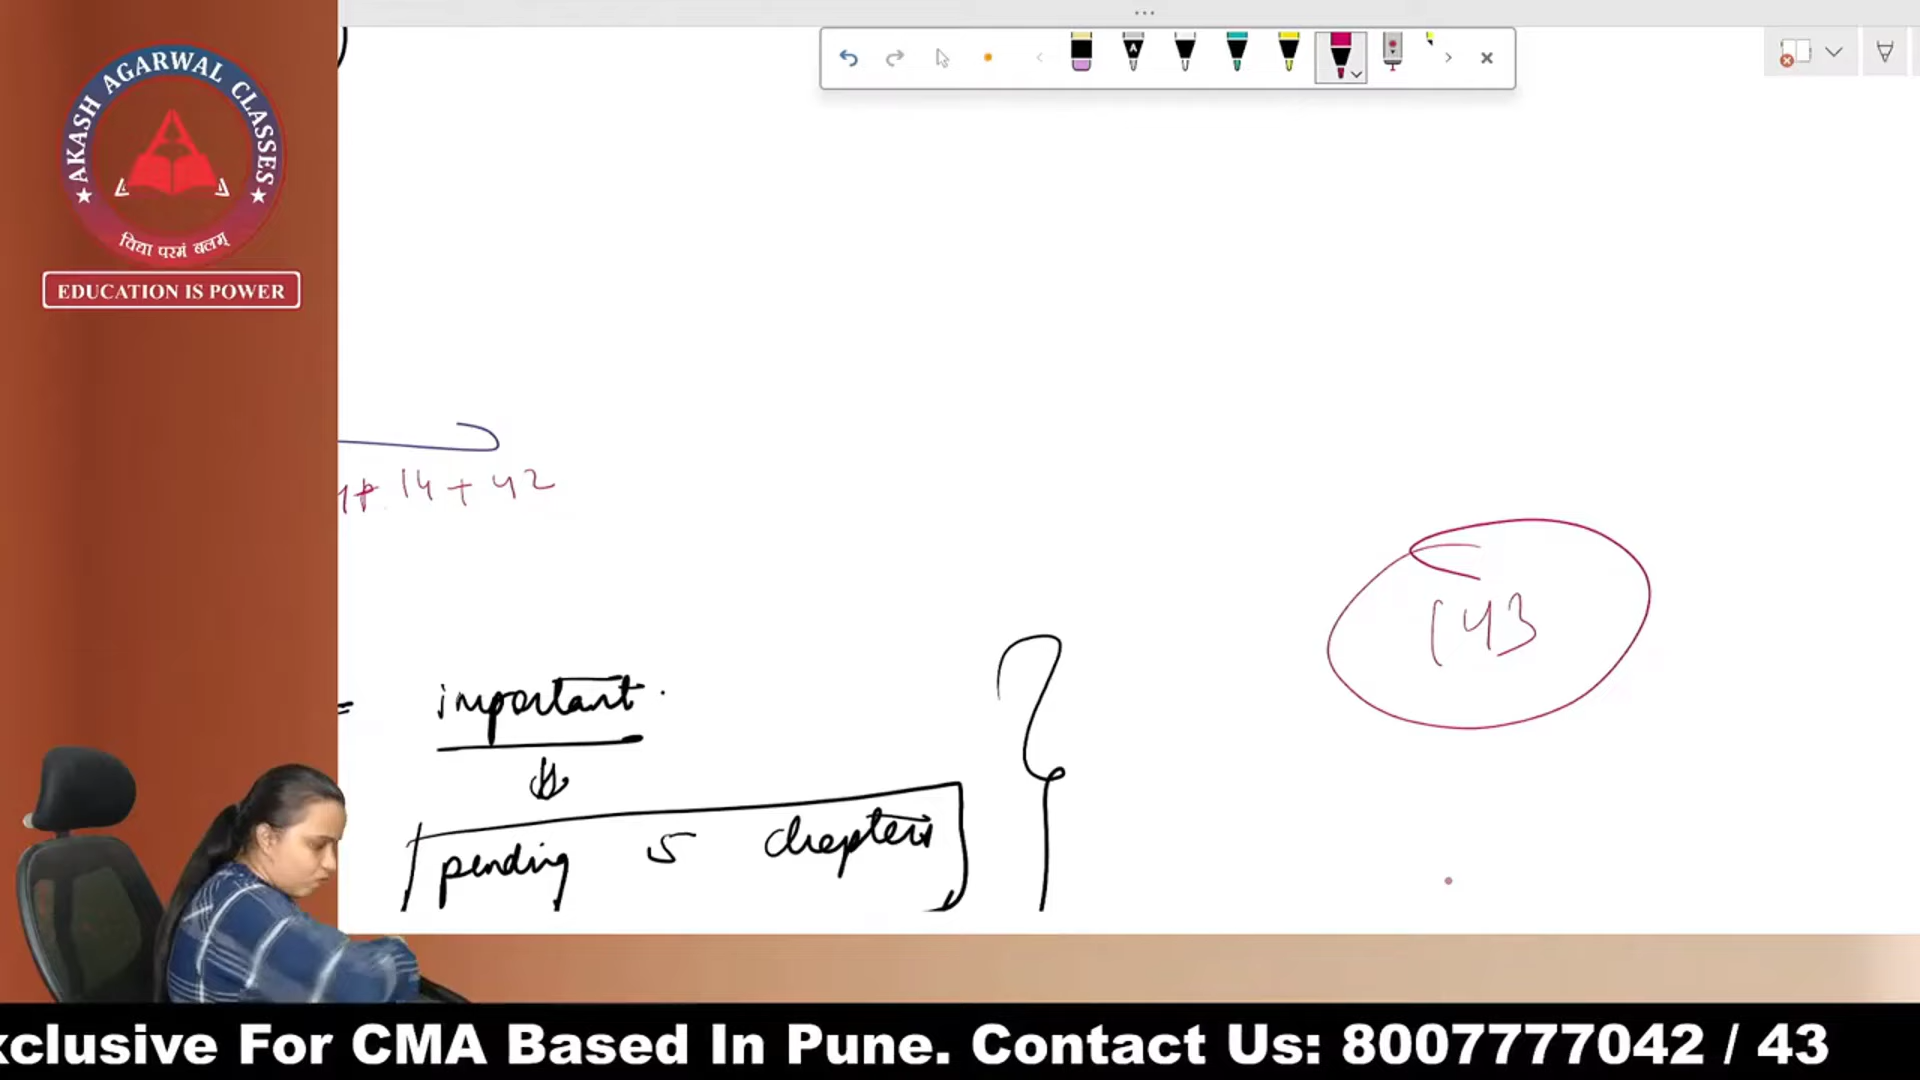 AKASH AGARWAL CLASSES
विद्या परमं बलम्
EDUCATION IS POWER
14 + 42
143
= important.
pending 5 chapters
xclusive For CMA Based In Pune. Contact Us: 8007777042 / 43